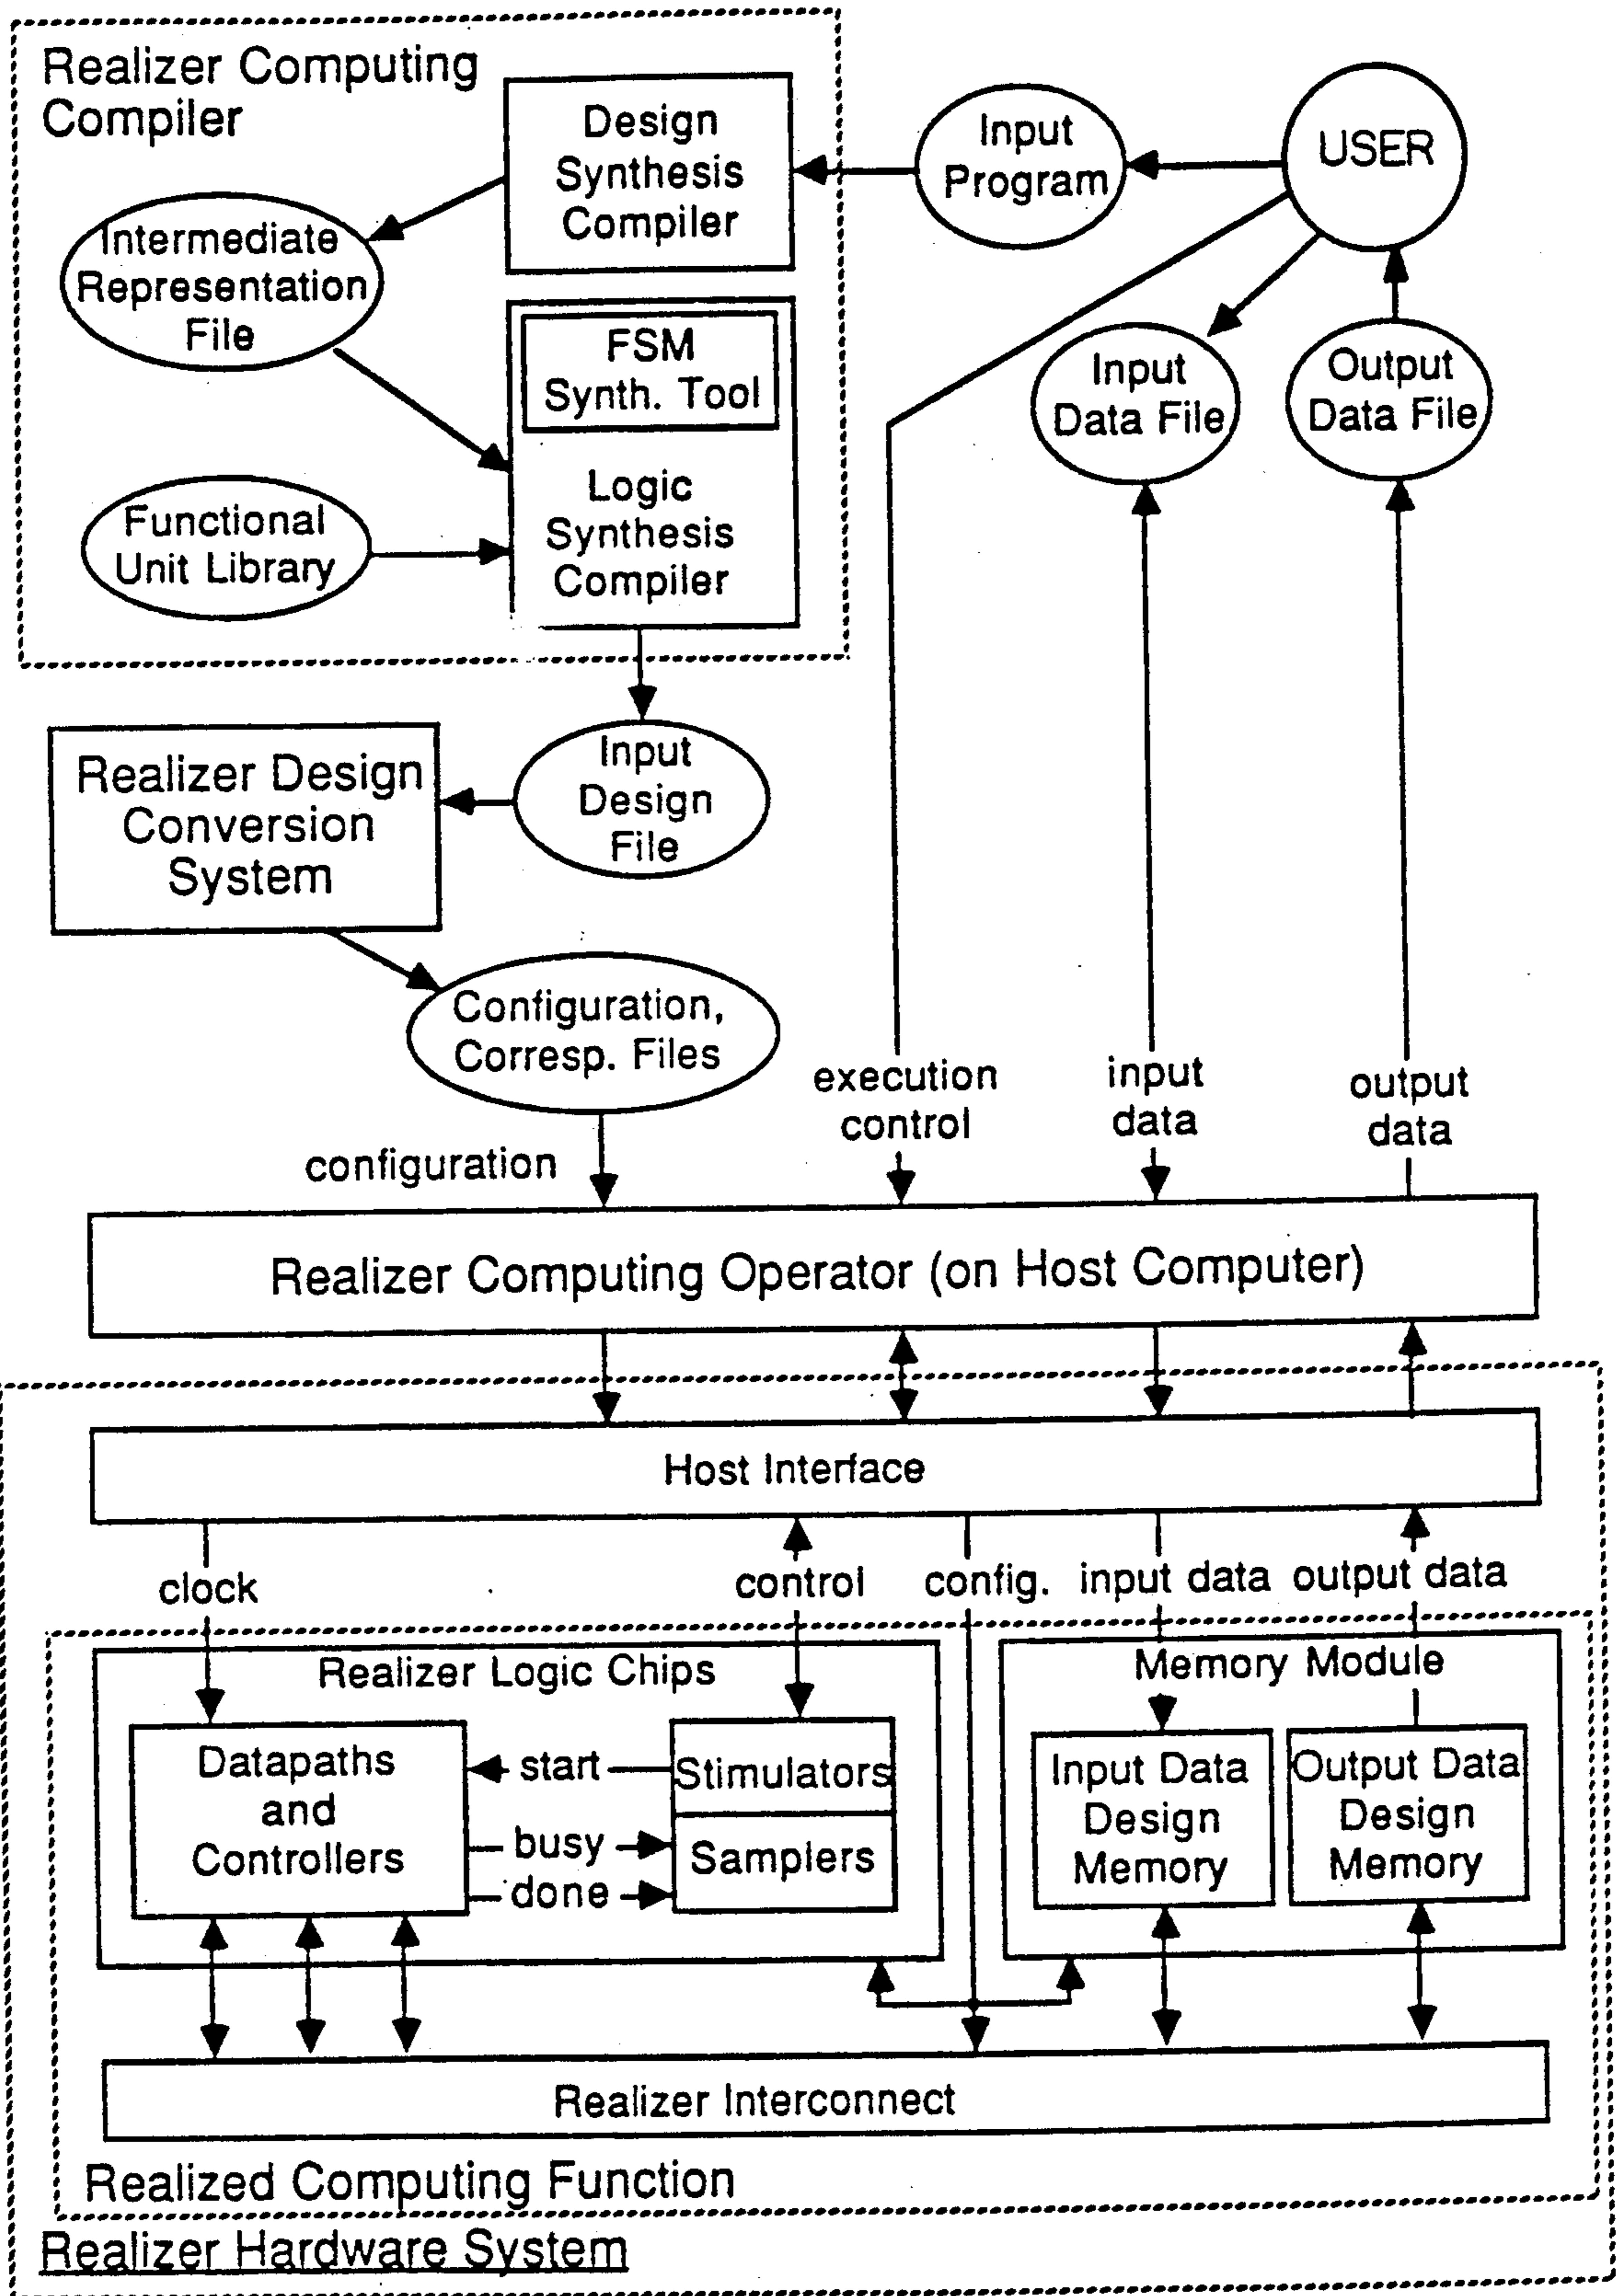 Realizer Computing
Compiler
Design
Synthesis
Compiler
Input
Program
USER
Intermediate
Representation
File
FSM
Synth. Tool
Logic
Synthesis
Compiler
Functional
Unit Library
Input
Data File
Output
Data File
Realizer Design
Conversion
System
Input
Design
File
Configuration,
Corresp. Files
configuration
execution
control
input
data
output
data
Realizer Computing Operator (on Host Computer)
Host Interface
clock
control
config.
input data
output data
Realizer Logic Chips
Memory Module
Datapaths
and
Controllers
start
busy
done
Stimulators
Samplers
Input Data
Design
Memory
Output Data
Design
Memory
Realizer Interconnect
Realized Computing Function
Realizer Hardware System